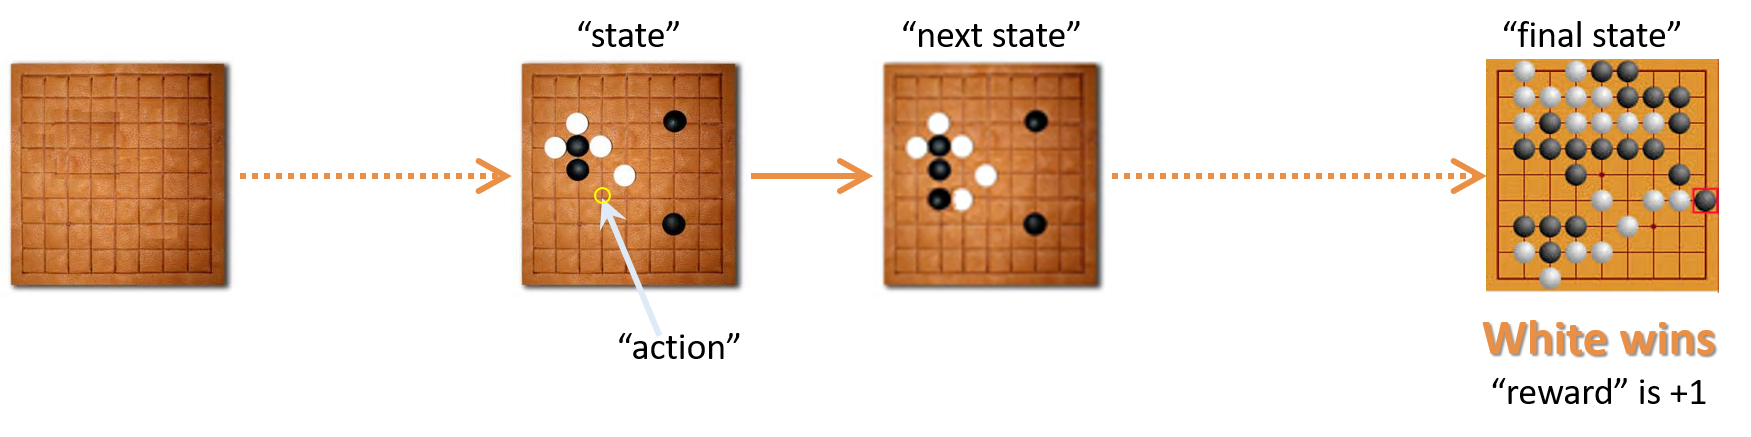 “state”
“next state”
“final state”
“action”
White wins
“reward” is +1